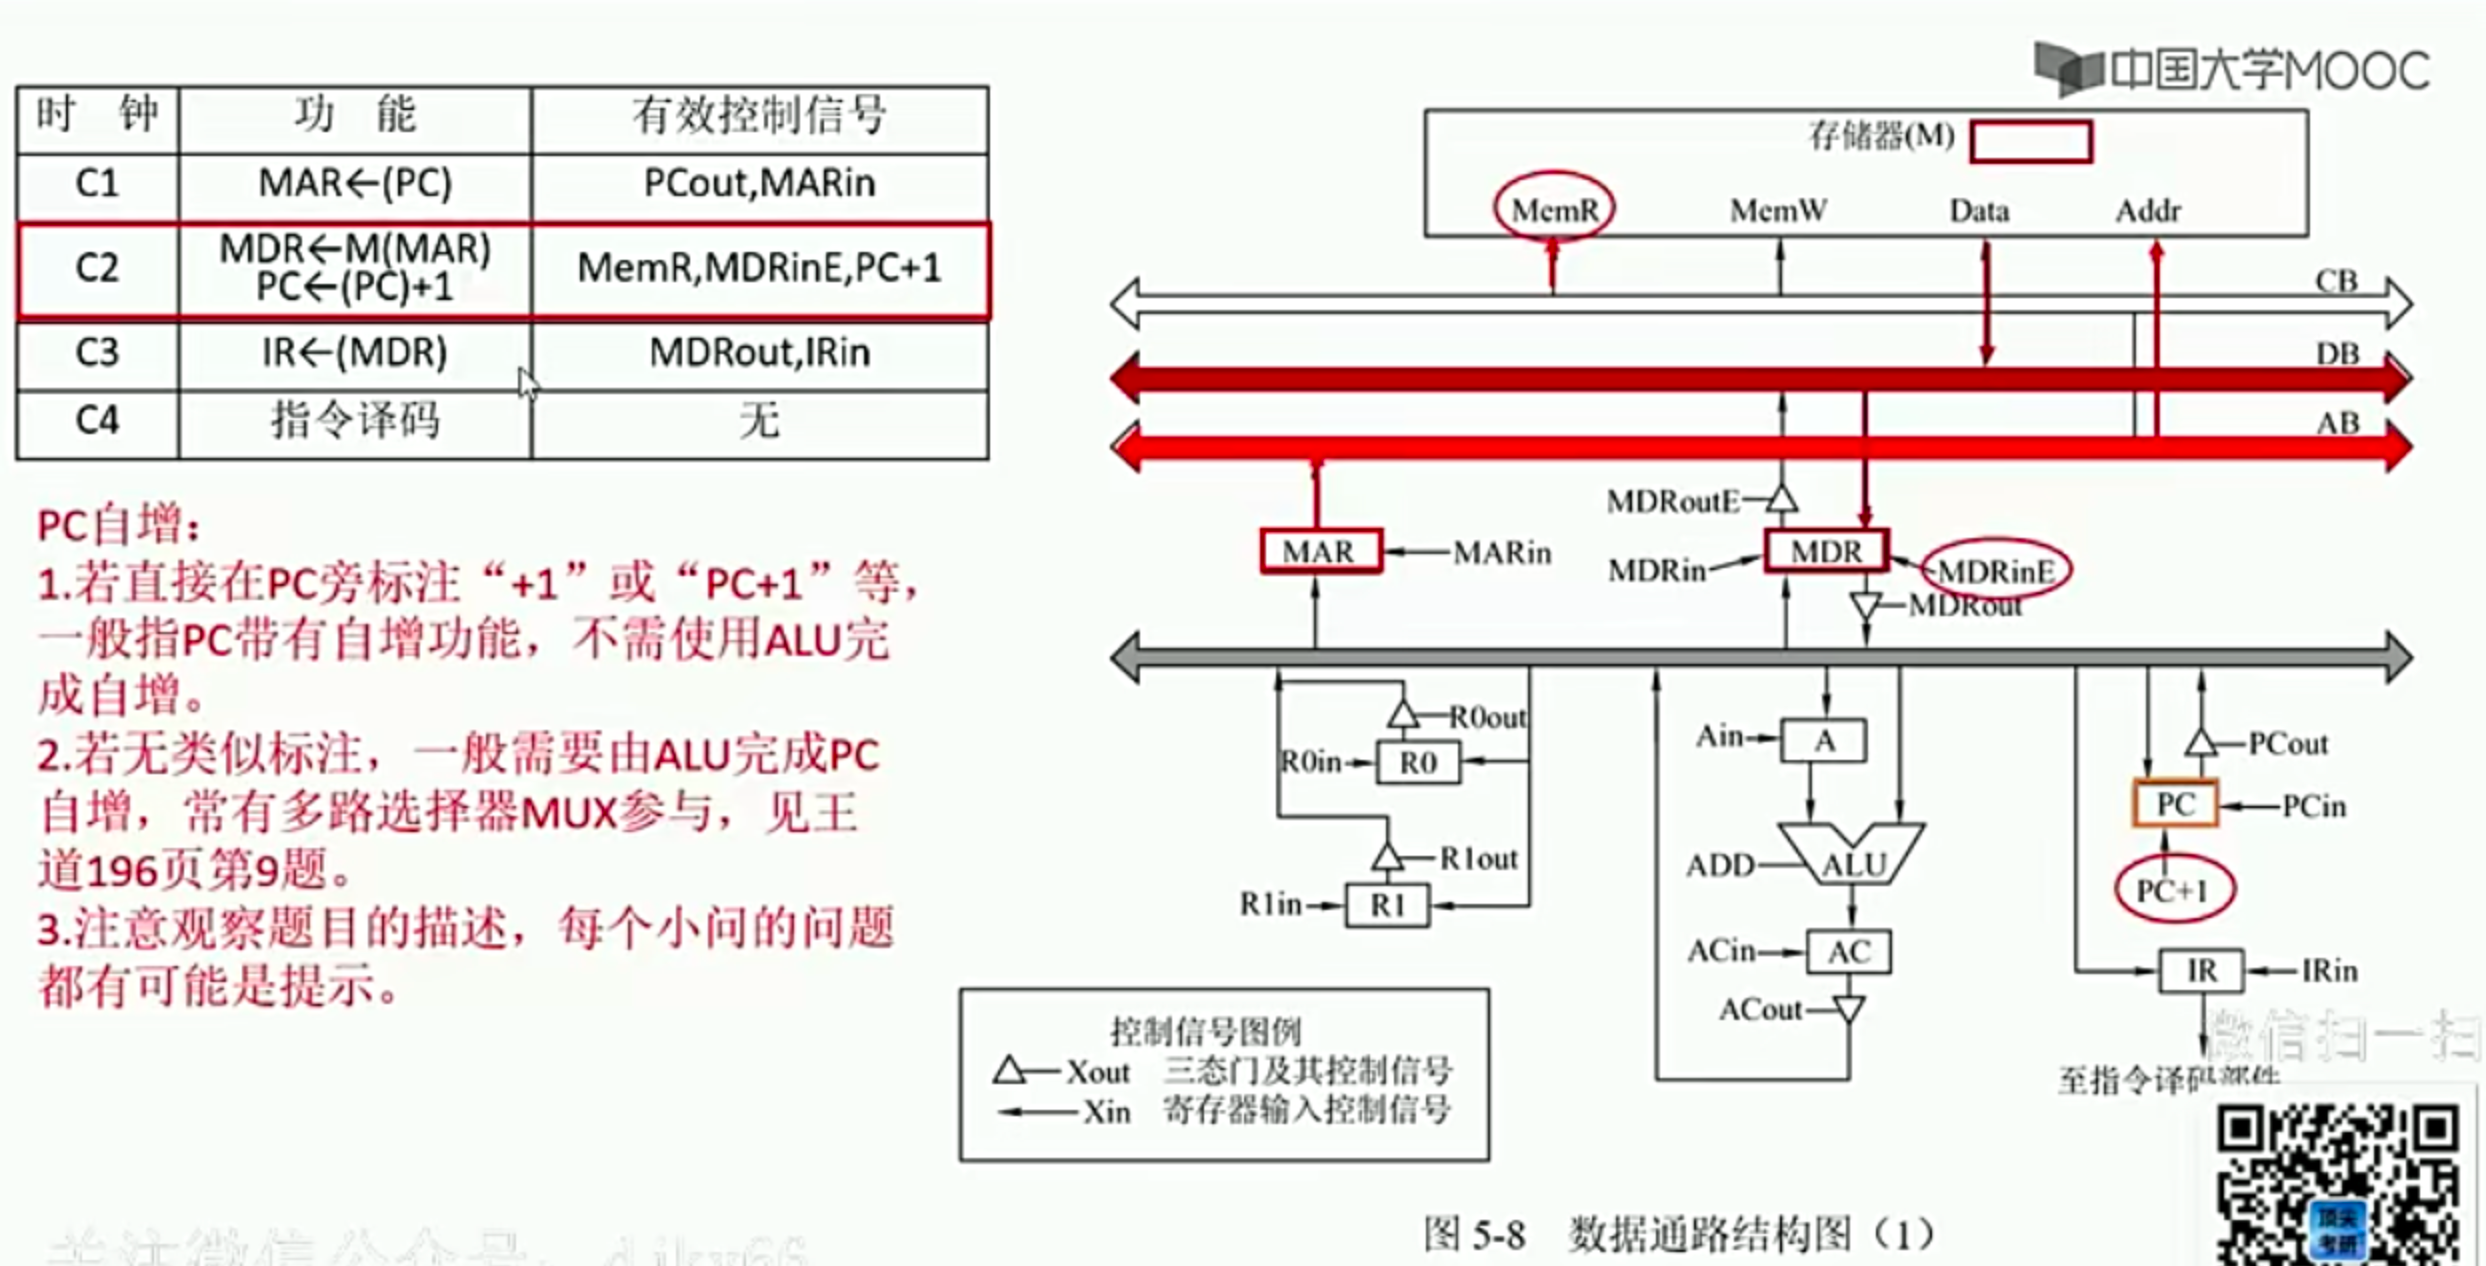 中国大学MOOC
时 钟 功 能 有效控制信号
C1 MAR←(PC) PCout,MARin
C2 MDR←M(MAR) PC←(PC)+1 MemR,MDRinE,PC+1
C3 IR←(MDR) MDRout,IRin
C4 指令译码 无
PC自增：
1.若直接在PC旁标注“+1”或“PC+1”等，
一般指PC带有自增功能，不需使用ALU完
成自增。
2.若无类似标注，一般需要由ALU完成PC
自增，常有多路选择器MUX参与，见王
道196页第9题。
3.注意观察题目的描述，每个小问的问题
都有可能是提示。
存储器(M)
MemR MemW Data Addr
CB
DB
AB
MDRoutE
MAR MARin
MDRin MDR MDRinE
MDRout
R0out
R0in R0
R1out
R1in R1
Ain A
ADD ALU
ACin AC
ACout
PCout
PC PCin
PC+1
IR IRin
至指令译码部件
控制信号图例
Xout 三态门及其控制信号
Xin 寄存器输入控制信号
微信扫一扫
顶尖
考研
图 5-8 数据通路结构图（1）